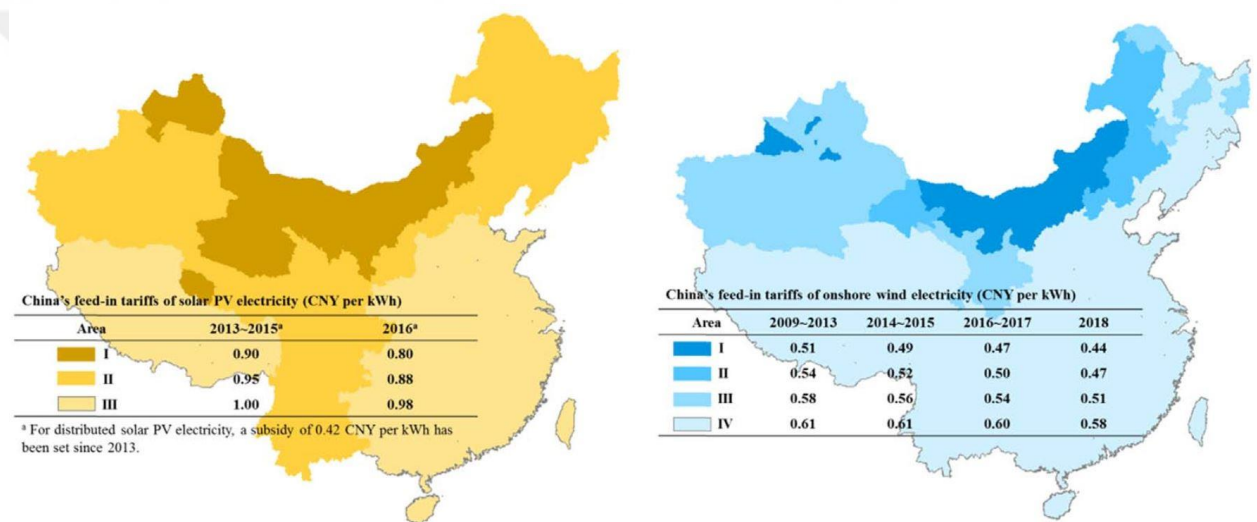 China's feed-in tariffs of solar PV electricity (CNY per kWh)
Area 2013~2015ᵃ 2016ᵃ
I 0.90 0.80
II 0.95 0.88
III 1.00 0.98
ᵃ For distributed solar PV electricity, a subsidy of 0.42 CNY per kWh has
been set since 2013.
China's feed-in tariffs of onshore wind electricity (CNY per kWh)
Area 2009~2013 2014~2015 2016~2017 2018
I 0.51 0.49 0.47 0.44
II 0.54 0.52 0.50 0.47
III 0.58 0.56 0.54 0.51
IV 0.61 0.61 0.60 0.58